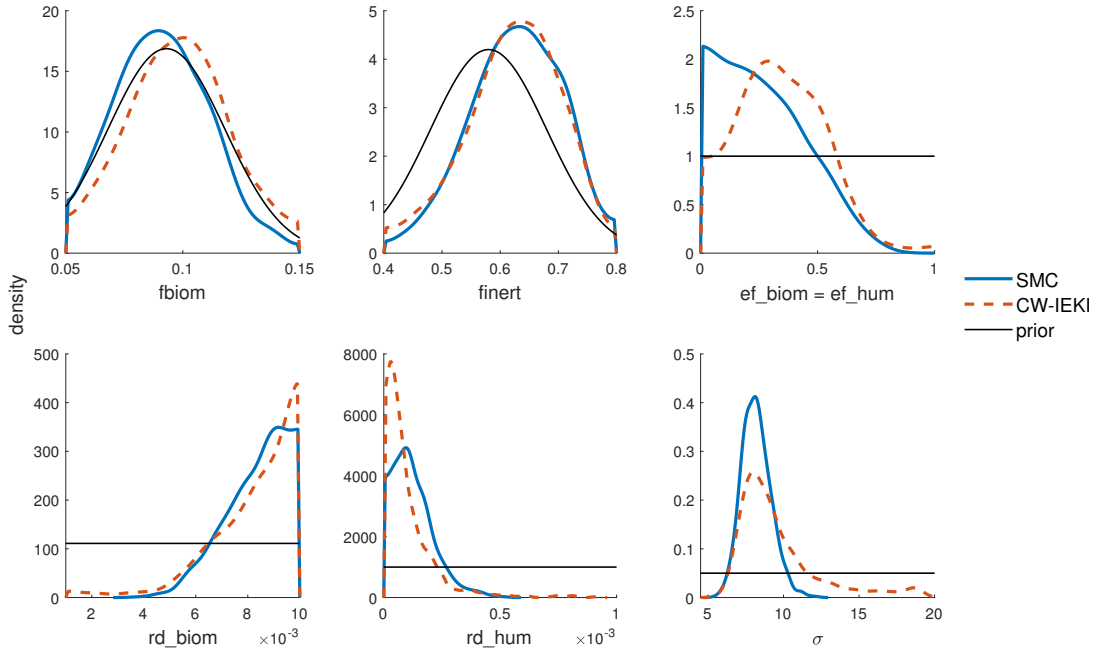 20
15
10
5
0
0.05 0.1 0.15
fbiom
5
4
3
2
1
0
0.4 0.5 0.6 0.7 0.8
finert
2.5
2
1.5
1
0.5
0
0 0.5 1
ef_biom = ef_hum
SMC
CW-IEKI
prior
density
500
400
300
200
100
0
2 4 6 8 10
rd_biom ×10-3
8000
6000
4000
2000
0
0 0.5 1
rd_hum ×10-3
0.5
0.4
0.3
0.2
0.1
0
5 10 15 20
σ